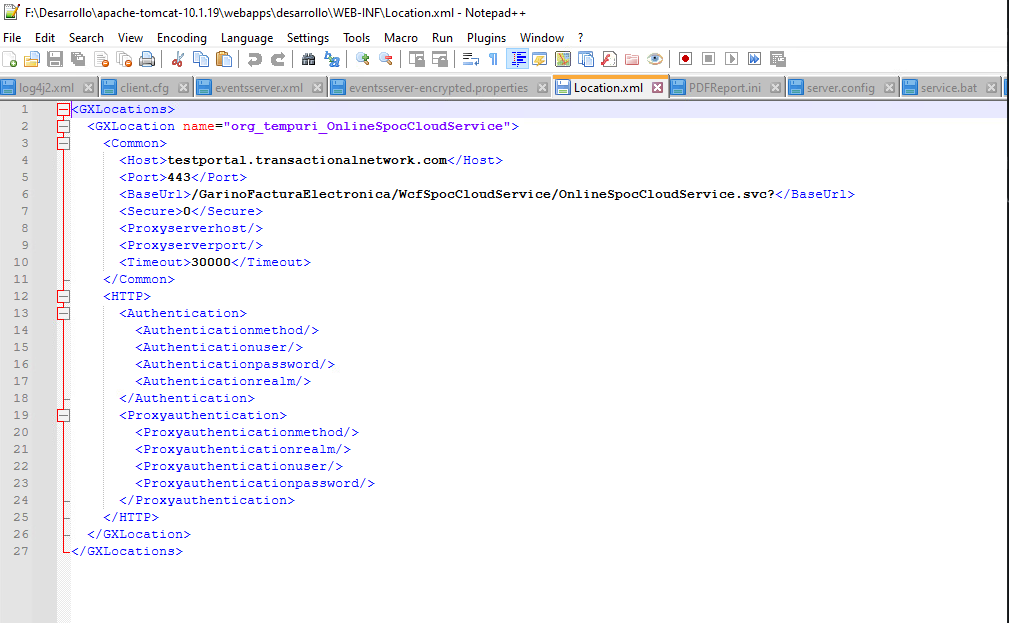 F:\Desarrollo\apache-tomcat-10.1.19\webapps\desarrollo\WEB-INF\Location.xml - Notepad++
File Edit Search View Encoding Language Settings Tools Macro Run Plugins Window ?
log4j2.xml client.cfg eventsserver.xml eventsserver-encrypted.properties Location.xml PDFReport.ini server.config service.bat
1 <GXLocations>
2 <GXLocation name="org_tempuri_OnlineSpocCloudService">
3 <Common>
4 <Host>testportal.transactionalnetwork.com</Host>
5 <Port>443</Port>
6 <BaseUrl>/GarinoFacturaElectronica/WcfSpocCloudService/OnlineSpocCloudService.svc?</BaseUrl>
7 <Secure>0</Secure>
8 <Proxyserverhost/>
9 <Proxyserverport/>
10 <Timeout>30000</Timeout>
11 </Common>
12 <HTTP>
13 <Authentication>
14 <Authenticationmethod/>
15 <Authenticationuser/>
16 <Authenticationpassword/>
17 <Authenticationrealm/>
18 </Authentication>
19 <Proxyauthentication>
20 <Proxyauthenticationmethod/>
21 <Proxyauthenticationrealm/>
22 <Proxyauthenticationuser/>
23 <Proxyauthenticationpassword/>
24 </Proxyauthentication>
25 </HTTP>
26 </GXLocation>
27 </GXLocations>